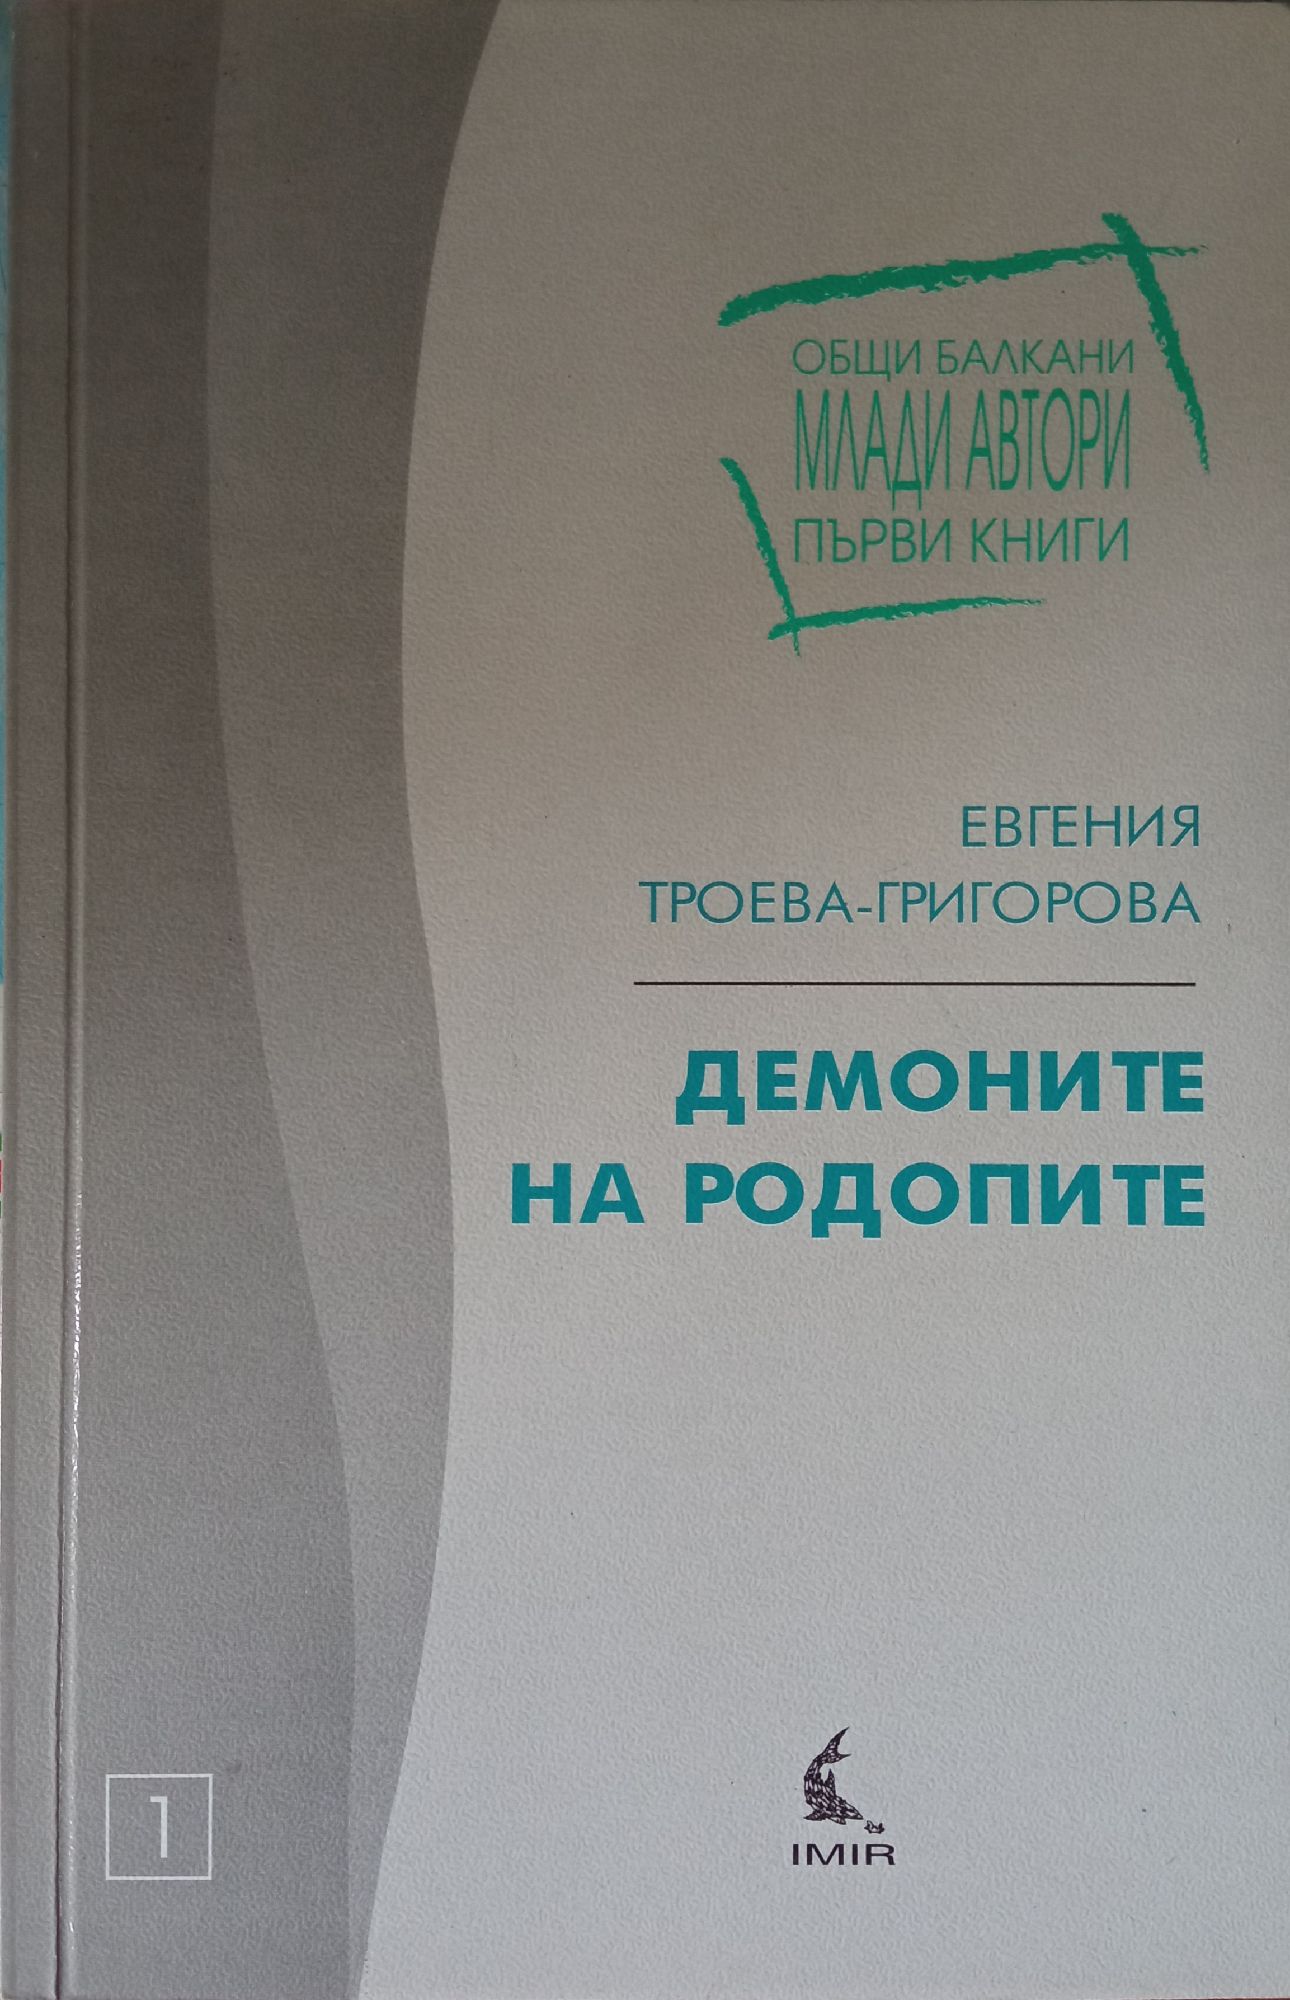 ОБЩИ БАЛКАНИ
МЛАДИ АВТОРИ
ПЪРВИ КНИГИ
ЕВГЕНИЯ
ТРОЕВА-ГРИГОРОВА
ДЕМОНИТЕ
НА РОДОПИТЕ
1
IMIR